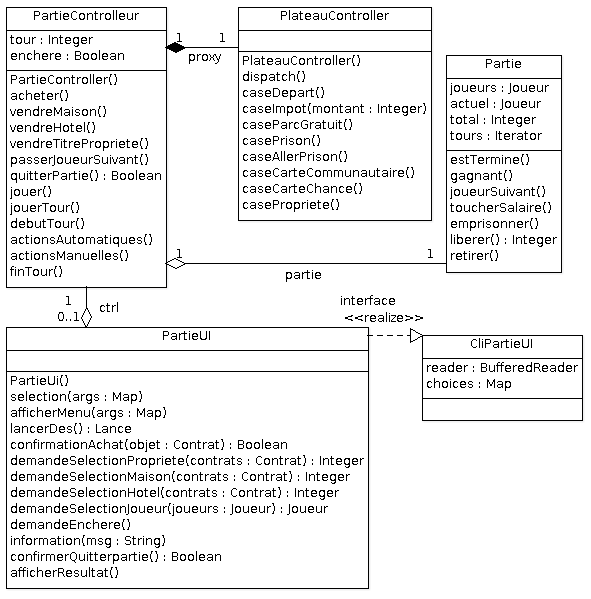 PartieControlleur
tour : Integer
enchere : Boolean
PartieController()
acheter()
vendreMaison()
vendreHotel()
vendreTitrePropriete()
passerJoueurSuivant()
quitterPartie() : Boolean
jouer()
jouerTour()
debutTour()
actionsAutomatiques()
actionsManuelles()
finTour()
1
1
proxy
PlateauController
PlateauController()
dispatch()
caseDepart()
caseImpot(montant : Integer)
caseParcGratuit()
casePrison()
caseAllerPrison()
caseCarteCommunautaire()
caseCarteChance()
casePropriete()
Partie
joueurs : Joueur
actuel : Joueur
total : Integer
tours : Iterator
estTermine()
gagnant()
joueurSuivant()
toucherSalaire()
emprisonner()
liberer() : Integer
retirer()
1
1
partie
1
ctrl
0..1
interface
<<realize>>
PartieUI
PartieUi()
selection(args : Map)
afficherMenu(args : Map)
lancerDes() : Lance
confirmationAchat(objet : Contrat) : Boolean
demandeSelectionPropriete(contrats : Contrat) : Integer
demandeSelectionMaison(contrats : Contrat) : Integer
demandeSelectionHotel(contrats : Contrat) : Integer
demandeSelectionJoueur(joueurs : Joueur) : Joueur
demandeEnchere()
information(msg : String)
confirmerQuitterpartie() : Boolean
afficherResultat()
CliPartieUI
reader : BufferedReader
choices : Map